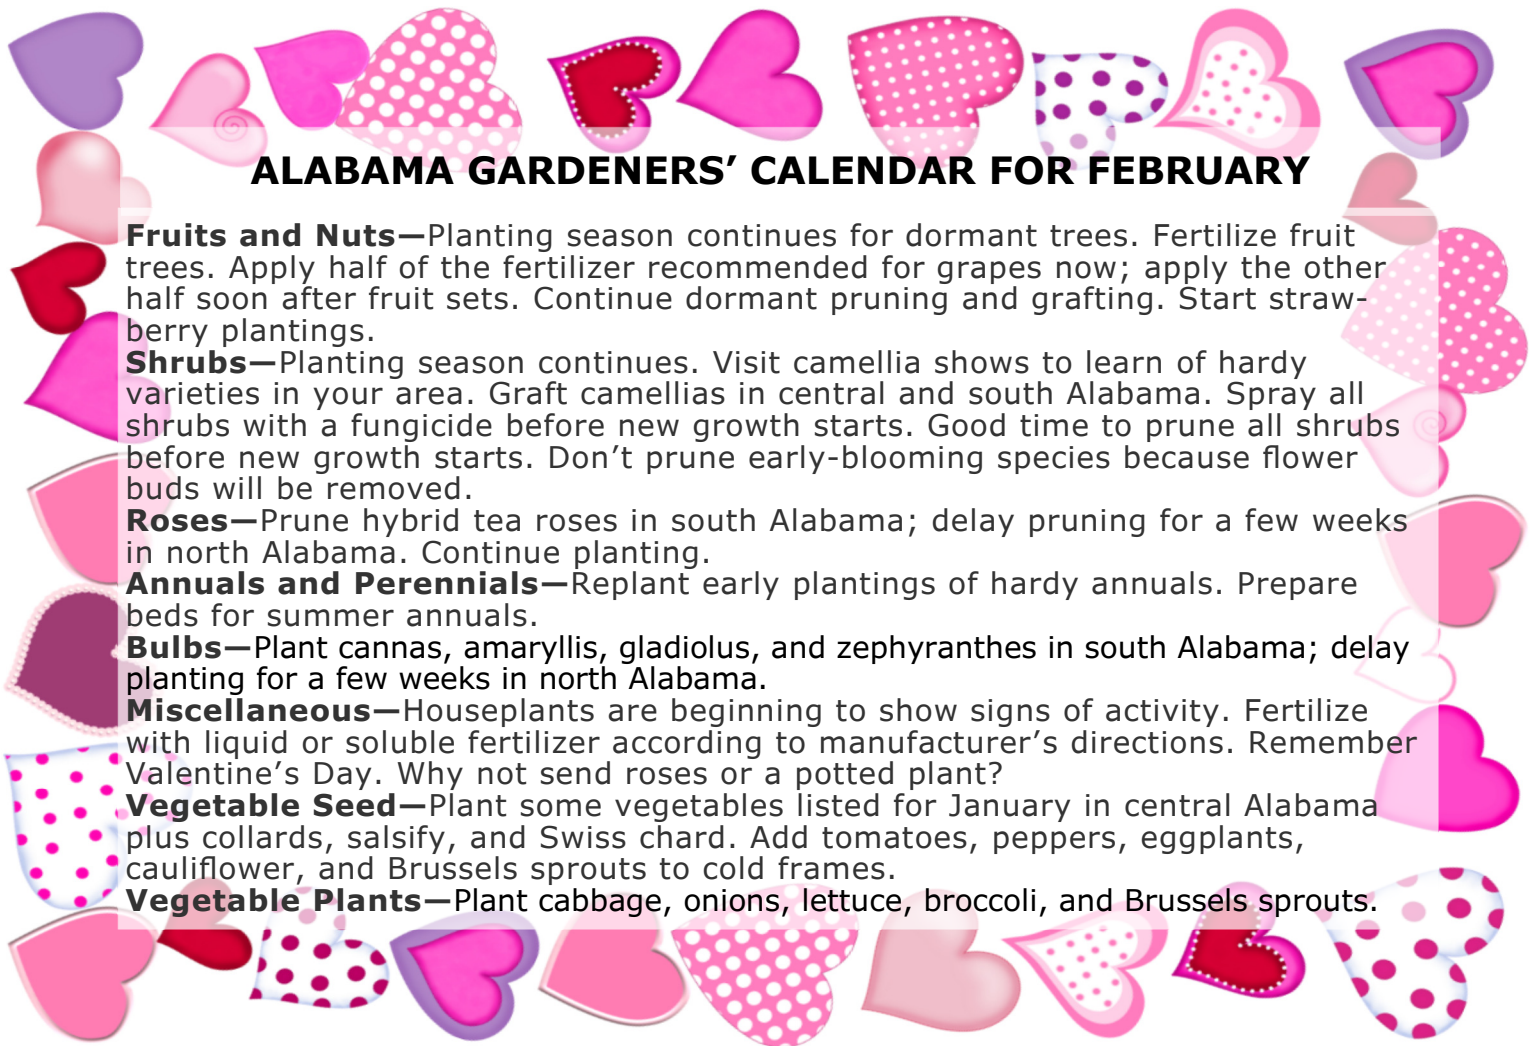 ALABAMA GARDENERS’ CALENDAR FOR FEBRUARY
Fruits and Nuts—Planting season continues for dormant trees. Fertilize fruit
trees. Apply half of the fertilizer recommended for grapes now; apply the other
half soon after fruit sets. Continue dormant pruning and grafting. Start straw-
berry plantings.
Shrubs—Planting season continues. Visit camellia shows to learn of hardy
varieties in your area. Graft camellias in central and south Alabama. Spray all
shrubs with a fungicide before new growth starts. Good time to prune all shrubs
before new growth starts. Don’t prune early-blooming species because flower
buds will be removed.
Roses—Prune hybrid tea roses in south Alabama; delay pruning for a few weeks
in north Alabama. Continue planting.
Annuals and Perennials—Replant early plantings of hardy annuals. Prepare
beds for summer annuals.
Bulbs—Plant cannas, amaryllis, gladiolus, and zephyranthes in south Alabama; delay
planting for a few weeks in north Alabama.
Miscellaneous—Houseplants are beginning to show signs of activity. Fertilize
with liquid or soluble fertilizer according to manufacturer’s directions. Remember
Valentine’s Day. Why not send roses or a potted plant?
Vegetable Seed—Plant some vegetables listed for January in central Alabama
plus collards, salsify, and Swiss chard. Add tomatoes, peppers, eggplants,
cauliflower, and Brussels sprouts to cold frames.
Vegetable Plants—Plant cabbage, onions, lettuce, broccoli, and Brussels sprouts.